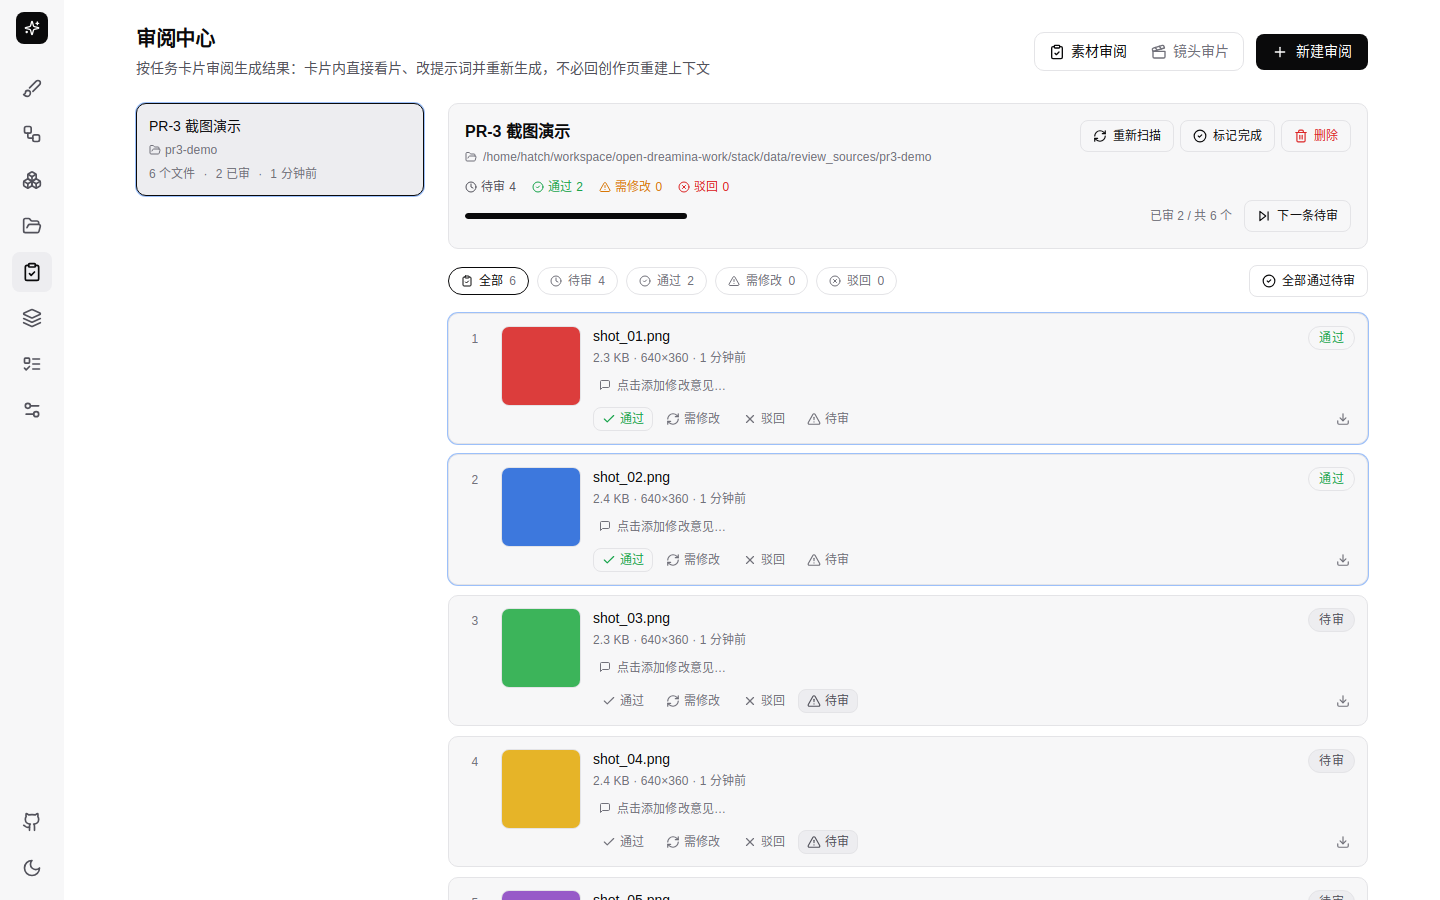 审阅中心
按任务卡片审阅生成结果：卡片内直接看片、改提示词并重新生成，不必回创作页重建上下文
素材审阅
镜头审片
新建审阅
PR-3 截图演示
pr3-demo
6 个文件 · 2 已审 · 1 分钟前
PR-3 截图演示
/home/hatch/workspace/open-dreamina-work/stack/data/review_sources/pr3-demo
重新扫描
标记完成
删除
待审 4
通过 2
需修改 0
驳回 0
已审 2 / 共 6 个
下一条待审
全部 6
待审 4
通过 2
需修改 0
驳回 0
全部通过待审
1
shot_01.png
通过
2.3 KB · 640×360 · 1 分钟前
点击添加修改意见…
通过
需修改
驳回
待审
2
shot_02.png
通过
2.4 KB · 640×360 · 1 分钟前
点击添加修改意见…
通过
需修改
驳回
待审
3
shot_03.png
待审
2.3 KB · 640×360 · 1 分钟前
点击添加修改意见…
通过
需修改
驳回
待审
4
shot_04.png
待审
2.4 KB · 640×360 · 1 分钟前
点击添加修改意见…
通过
需修改
驳回
待审
5
shot_05.png
待审